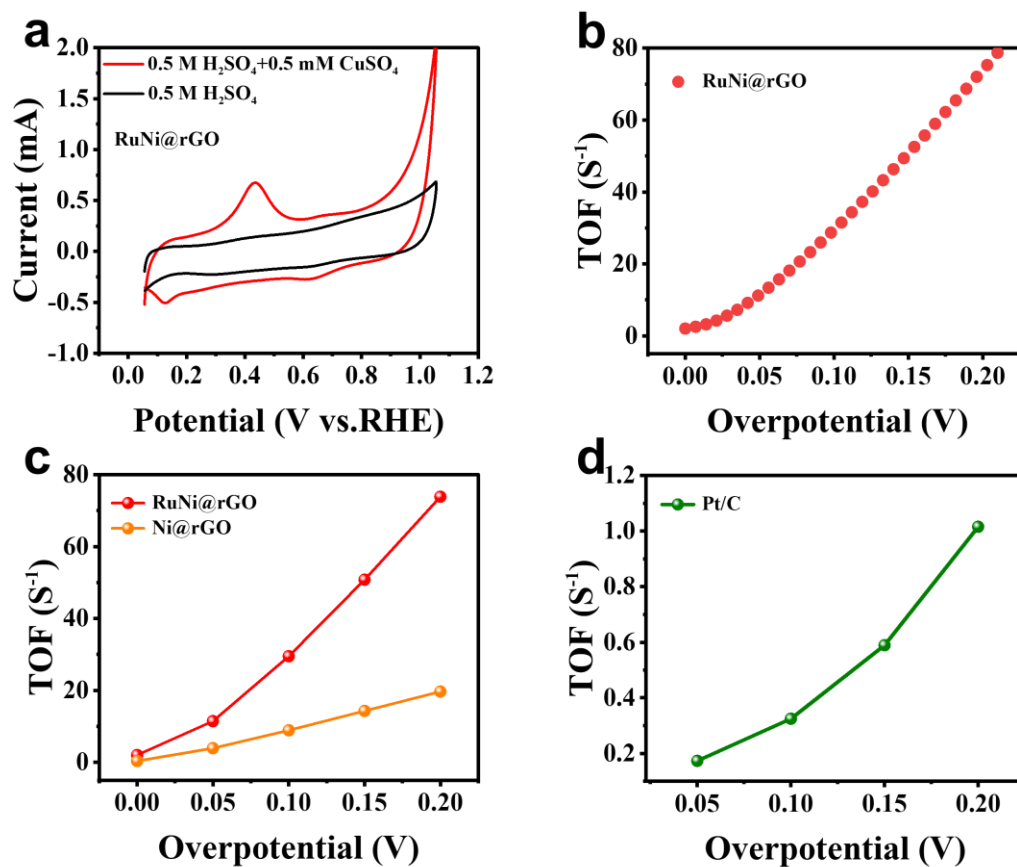 a
2.0
1.5
1.0
0.5
0.0
-0.5
-1.0
0.0 0.2 0.4 0.6 0.8 1.0 1.2
Current (mA)
Potential (V vs.RHE)
0.5 M H₂SO₄+0.5 mM CuSO₄
0.5 M H₂SO₄
RuNi@rGO
b
80
60
40
20
0
0.00 0.05 0.10 0.15 0.20
TOF (S⁻¹)
Overpotential (V)
RuNi@rGO
c
80
60
40
20
0
0.00 0.05 0.10 0.15 0.20
TOF (S⁻¹)
Overpotential (V)
RuNi@rGO
Ni@rGO
d
1.2
1.0
0.8
0.6
0.4
0.2
0.05 0.10 0.15 0.20
TOF (S⁻¹)
Overpotential (V)
Pt/C